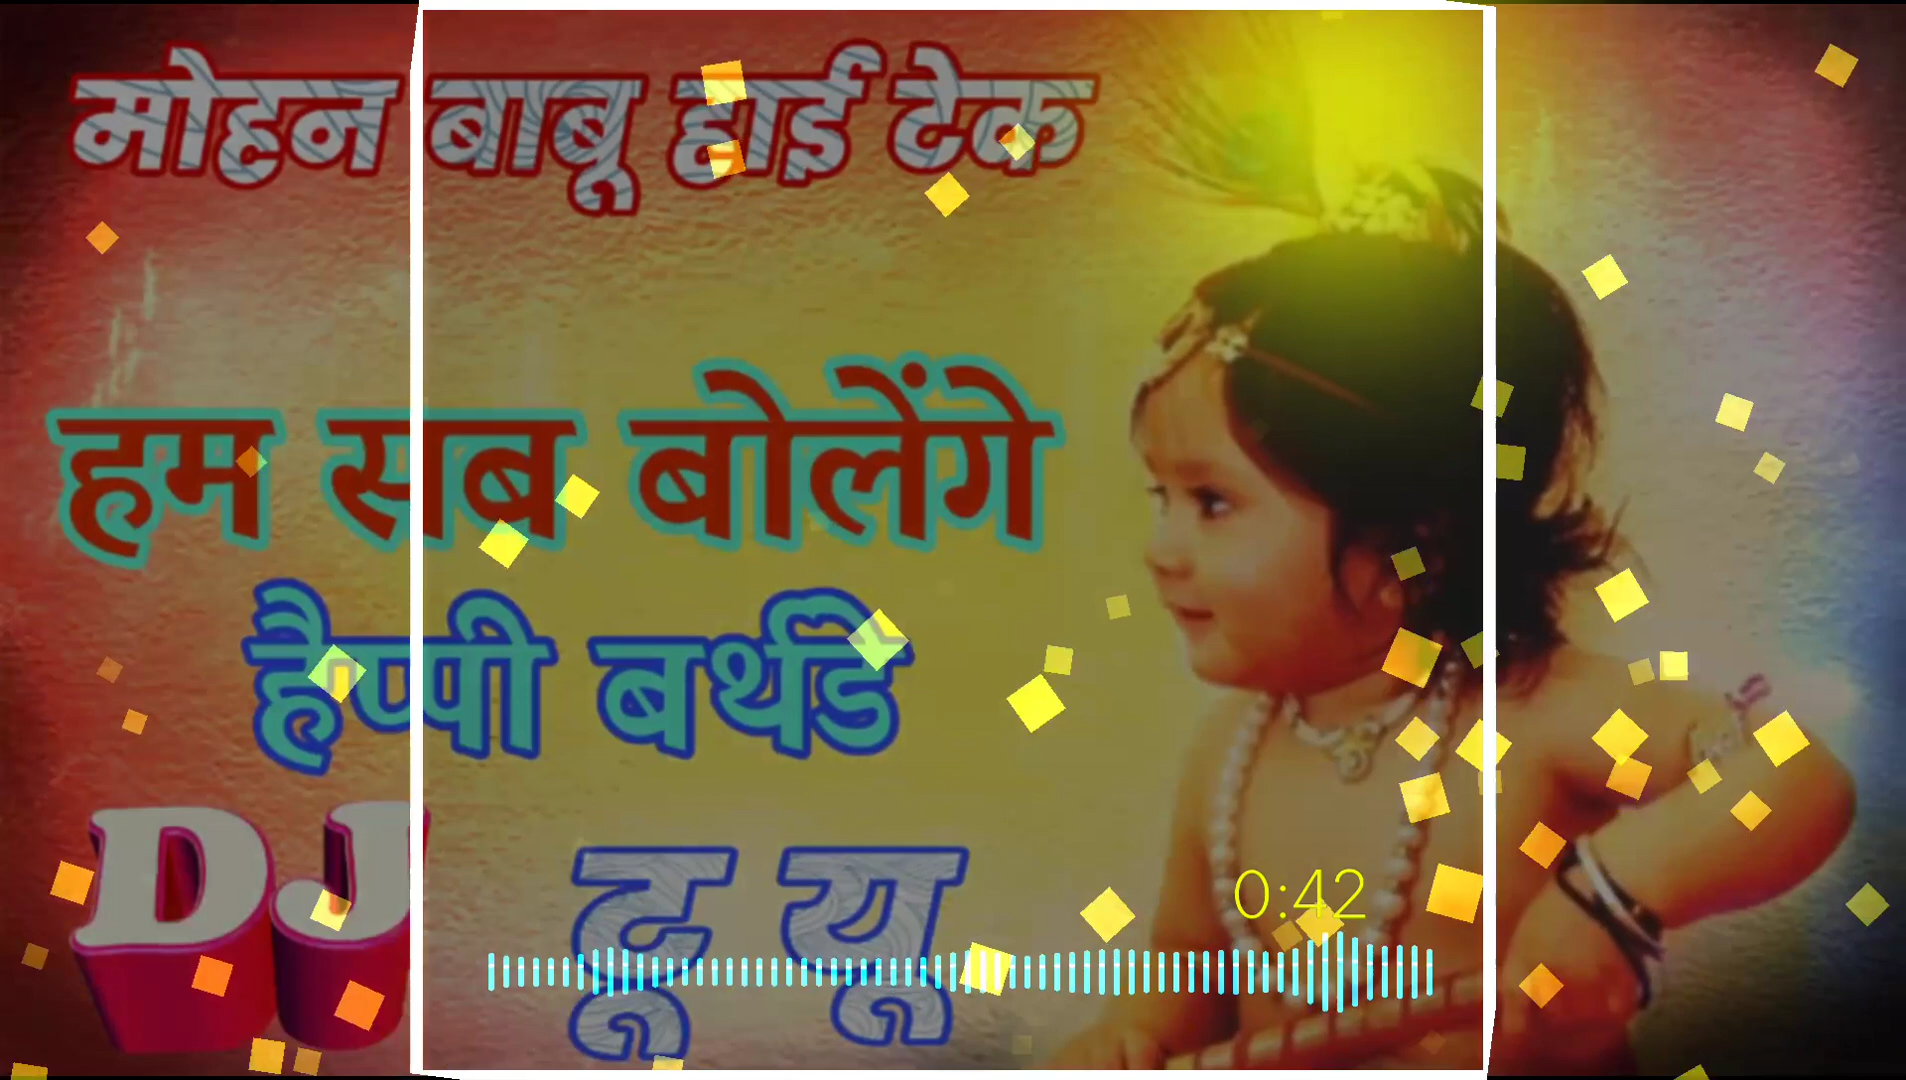 मोहन बाबू हाई टेक
हम सब बोलेंगे
हैप्पी बर्थडे
DJ टू यू
0:42